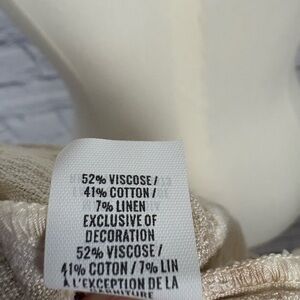 52% VISCOSE /
41% COTTON /
7% LINEN
EXCLUSIVE OF
DECORATION
52% VISCOSE /
41% COTON / 7% LIN
À L'EXCEPTION DE LA